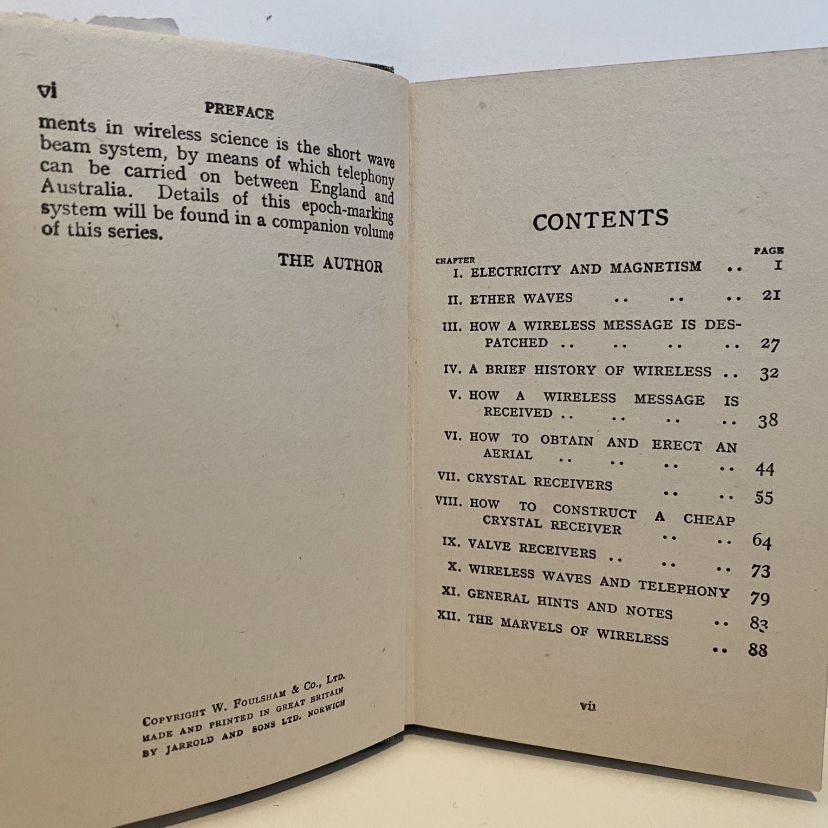 vi
PREFACE
ments in wireless science is the short wave
beam system, by means of which telephony
can be carried on between England and
Australia. Details of this epoch-marking
system will be found in a companion volume
of this series.
THE AUTHOR
COPYRIGHT W. FOULSHAM & CO., LTD.
MADE AND PRINTED IN GREAT BRITAIN
BY JARROLD AND SONS LTD. NORWICH
CONTENTS
CHAPTER PAGE
I. ELECTRICITY AND MAGNETISM .. 1
II. ETHER WAVES .. .. .. 21
III. HOW A WIRELESS MESSAGE IS DES-
PATCHED .. .. .. .. 27
IV. A BRIEF HISTORY OF WIRELESS .. 32
V. HOW A WIRELESS MESSAGE IS
RECEIVED .. .. .. .. 38
VI. HOW TO OBTAIN AND ERECT AN
AERIAL .. .. .. .. 44
VII. CRYSTAL RECEIVERS .. .. 55
VIII. HOW TO CONSTRUCT A CHEAP
CRYSTAL RECEIVER .. .. 64
IX. VALVE RECEIVERS .. .. .. 73
X. WIRELESS WAVES AND TELEPHONY 79
XI. GENERAL HINTS AND NOTES .. 83
XII. THE MARVELS OF WIRELESS .. 88
vii